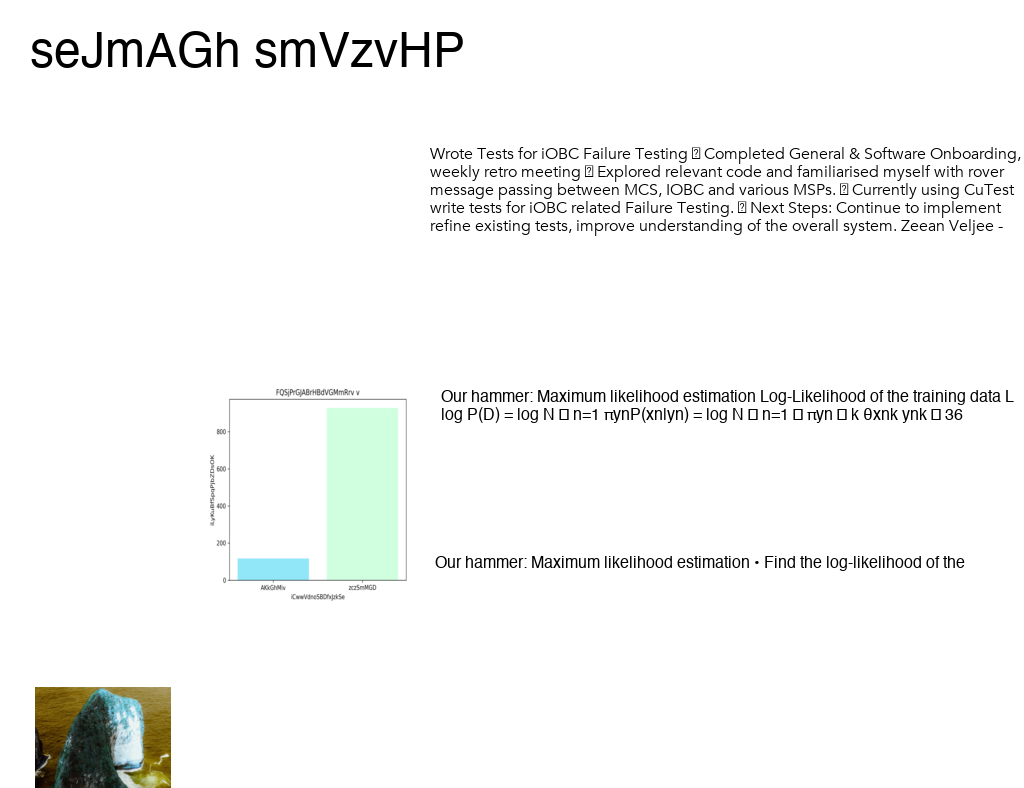 seJmAGh smVzvHP
Wrote Tests for iOBC Failure Testing Completed General & Software Onboarding,
weekly retro meeting Explored relevant code and familiarised myself with rover
message passing between MCS, IOBC and various MSPs. Currently using CuTest
write tests for iOBC related Failure Testing. Next Steps: Continue to implement
refine existing tests, improve understanding of the overall system. Zeean Veljee -
FQSjPrGJABrHBdVGMmRrv v
800
600
400
200
0
AKkGhMiv zczSmMGD
iCwwVdnoSBDfxJzkSe
Our hammer: Maximum likelihood estimation Log-Likelihood of the training data L
log P(D) = log N n=1 πynP(xn|yn) = log N n=1 πyn k θxnk ynk 36
Our hammer: Maximum likelihood estimation • Find the log-likelihood of the